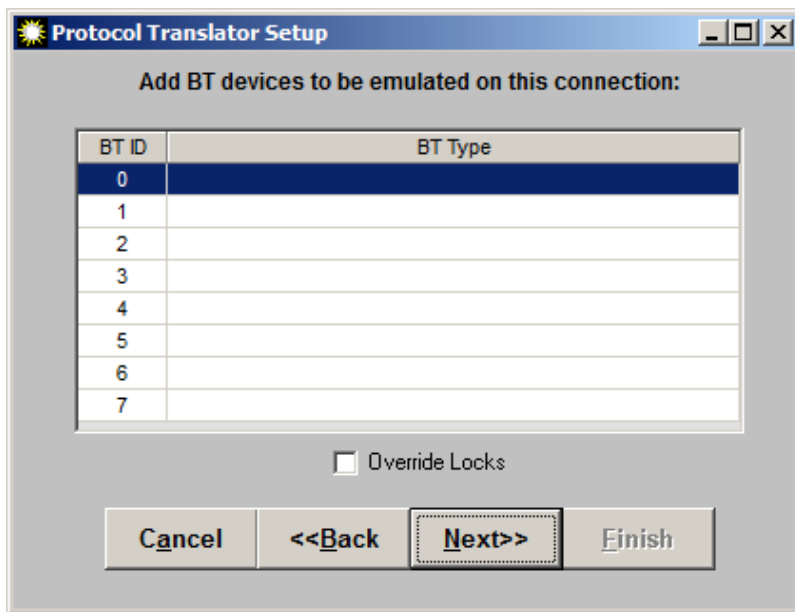 Protocol Translator Setup
Add BT devices to be emulated on this connection:
BT ID BT Type
0
1
2
3
4
5
6
7
Override Locks
Cancel <<Back Next>> Finish